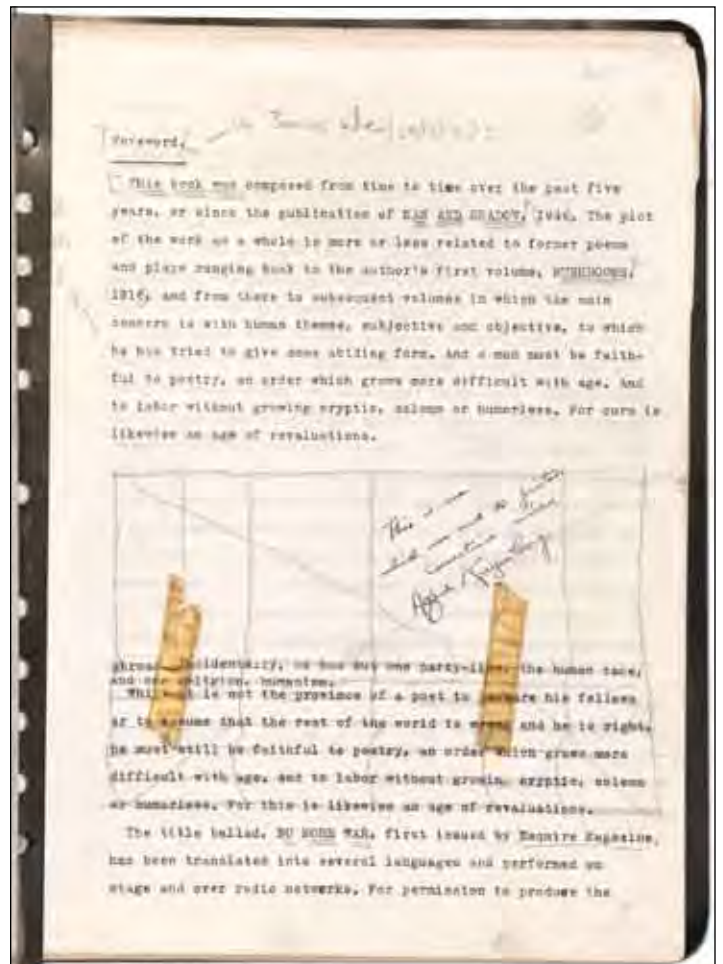 Foreword.
This book was composed from time to time over the past five
years, or since the publication of MAN AND SHADOW, 1946. The plot
of the work as a whole is more or less related to former poems
and plays ranging back to the author's first volume, MUSHROOMS,
1916, and from there to subsequent volumes in which the main
concern is with human themes, subjective and objective, to which
he has tried to give some abiding form. And a man must be faith-
ful to poetry, an order which grows more difficult with age. And
to labor without growing cryptic, solemn or humorless. For ours is
likewise an age of revaluations.
This is me
Alfred Kreymborg
incidentally, he has but one party-line, the human race,
and one religion, humanism.
While it is not the province of a poet to his fellows
or to assume that the rest of the world is wrong and he is right,
he must still be faithful to poetry, an order which grows more
difficult with age, and to labor without growing cryptic, solemn
or humorless. For this is likewise an age of revaluations.
The title ballad, NO MORE WAR, first issued by Esquire Magazine,
has been translated into several languages and performed on
stage and over radio networks. For permission to produce the